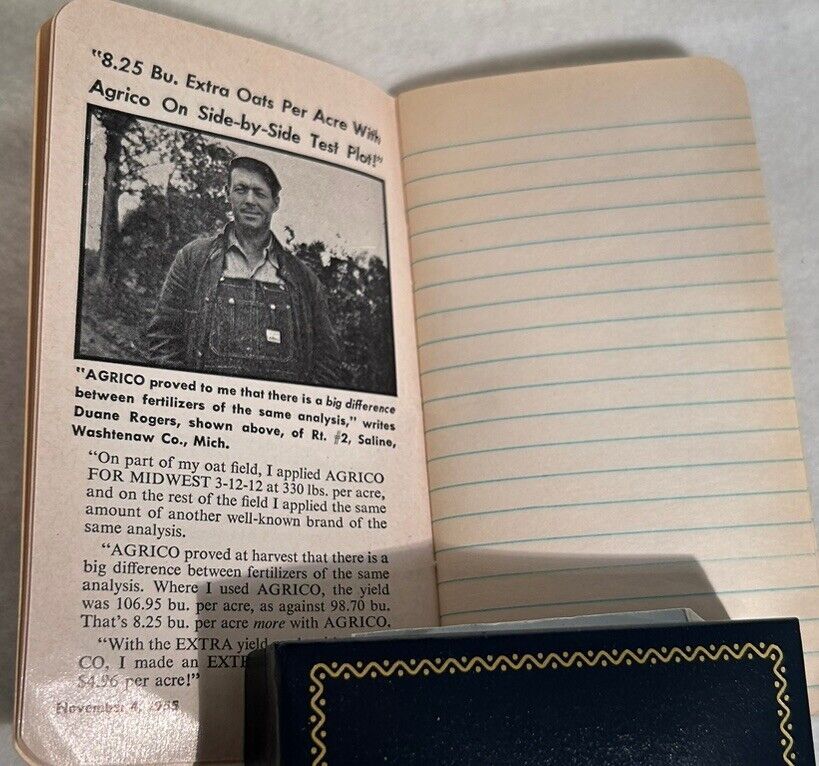 "8.25 Bu. Extra Oats Per Acre With
Agrico On Side-by-Side Test Plot!"
"AGRICO proved to me that there is a big difference
between fertilizers of the same analysis," writes
Duane Rogers, shown above, of Rt. #2, Saline,
Washtenaw Co., Mich.
"On part of my oat field, I applied AGRICO
FOR MIDWEST 3-12-12 at 330 lbs. per acre,
and on the rest of the field I applied the same
amount of another well-known brand of the
same analysis.
"AGRICO proved at harvest that there is a
big difference between fertilizers of the same
analysis. Where I used AGRICO, the yield
was 106.95 bu. per acre, as against 98.70 bu.
That's 8.25 bu. per acre more with AGRICO.
"With the EXTRA yield
CO, I made an
$4.96 per acre!"
November 4, 1955